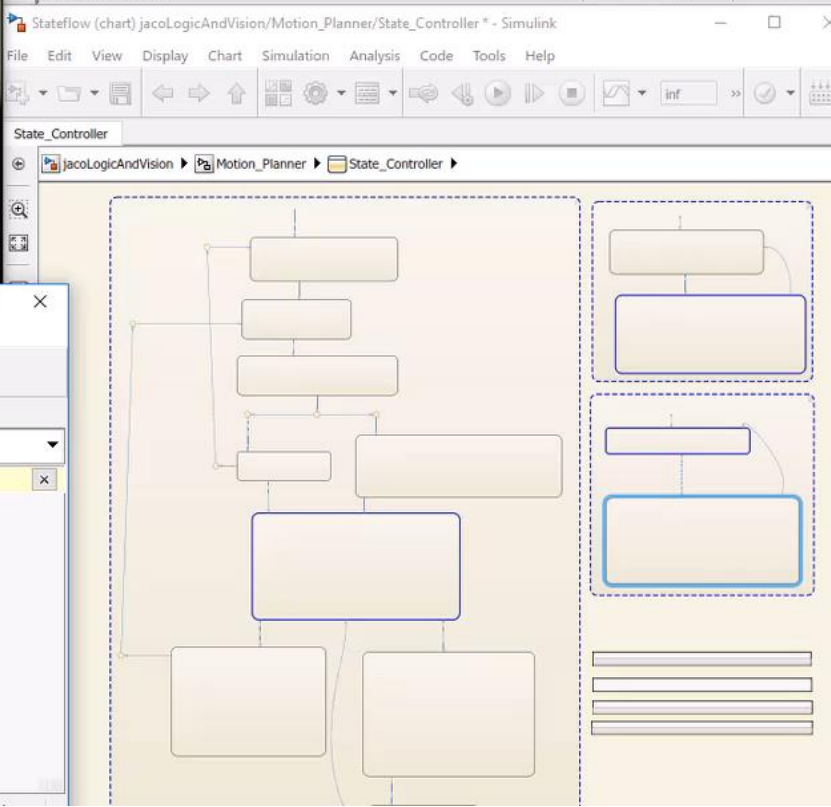 Stateflow (chart) jacoLogicAndVision/Motion_Planner/State_Controller * - Simulink
File Edit View Display Chart Simulation Analysis Code Tools Help
inf »
State_Controller
jacoLogicAndVision Motion_Planner State_Controller